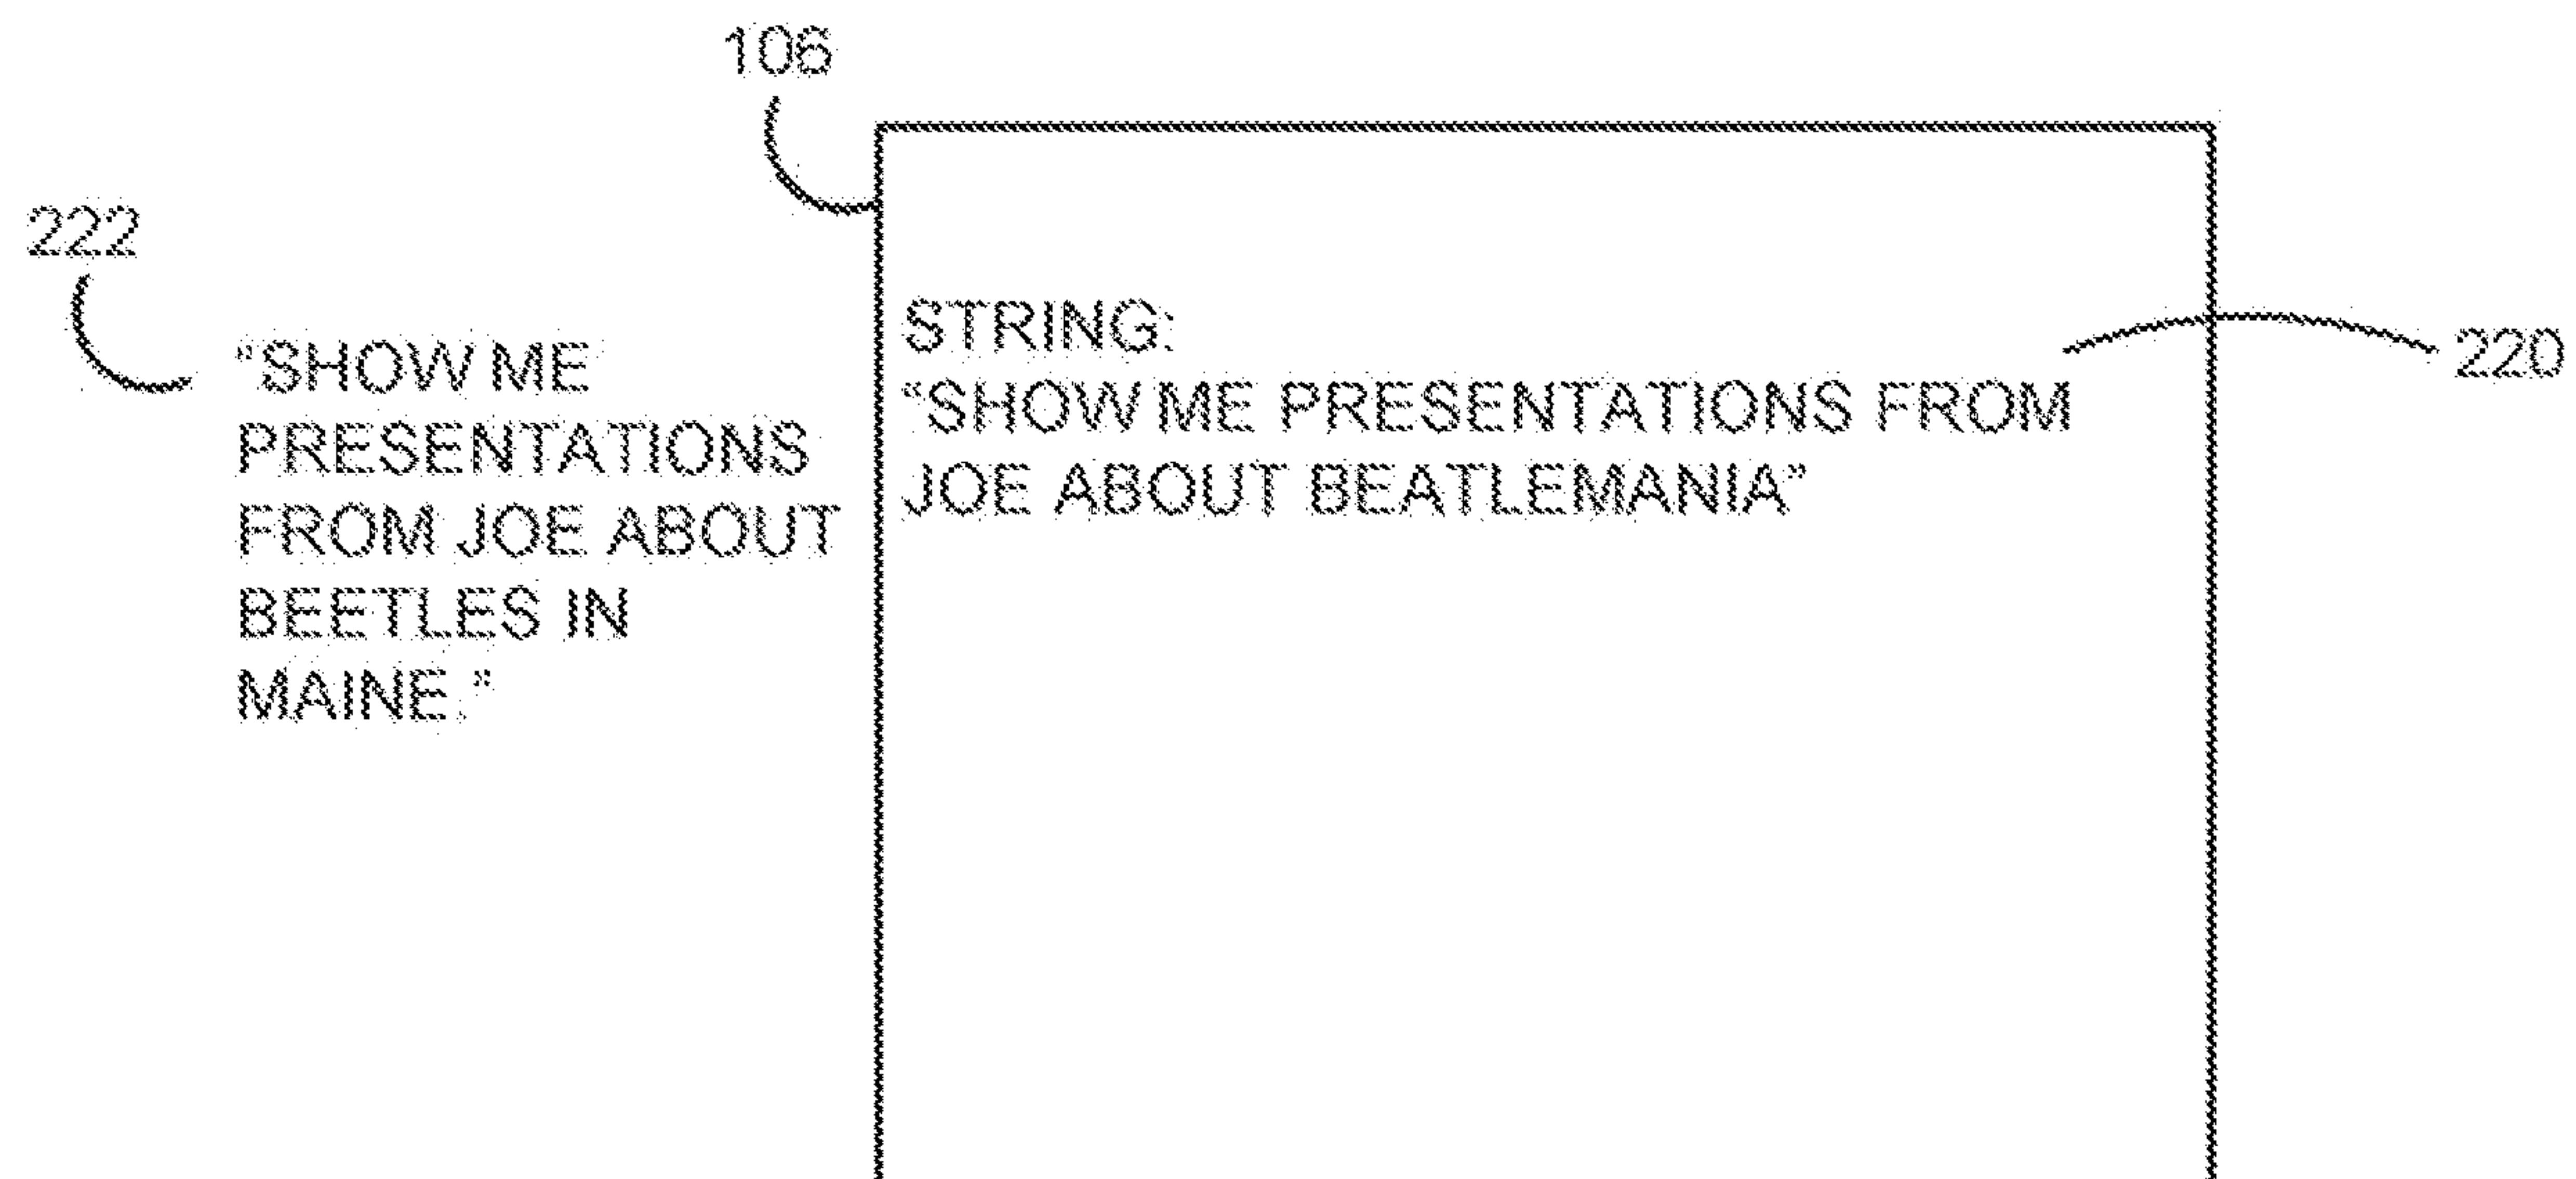 106
222
"SHOW ME
PRESENTATIONS
FROM JOE ABOUT
BEETLES IN
MAINE."
STRING:
“SHOW ME PRESENTATIONS FROM
JOE ABOUT BEATLEMANIA”
220